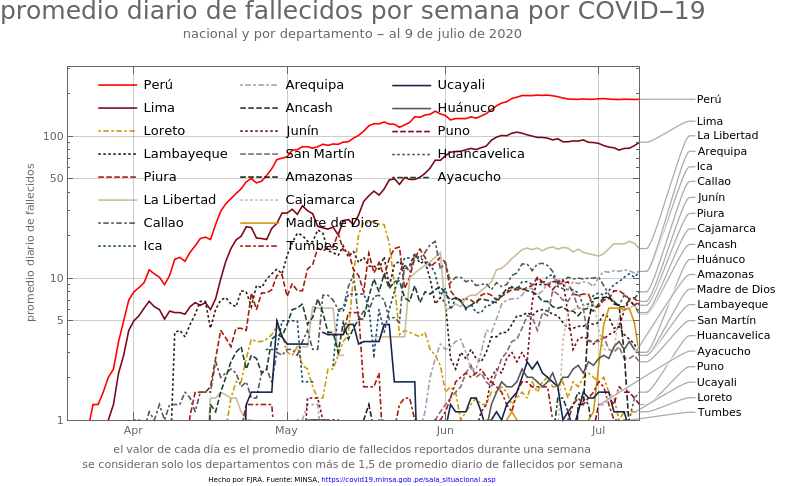 promedio diario de fallecidos por semana por COVID‒19
nacional y por departamento ‒ al 9 de julio de 2020
promedio diario de fallecidos
100
50
10
5
1
Apr
May
Jun
Jul
Perú
Lima
Loreto
Lambayeque
Piura
La Libertad
Callao
Ica
Arequipa
Ancash
Junín
San Martín
Amazonas
Cajamarca
Madre de Dios
Tumbes
Ucayali
Huánuco
Puno
Huancavelica
Ayacucho
Perú
Lima
La Libertad
Arequipa
Ica
Callao
Junín
Piura
Cajamarca
Ancash
Huánuco
Amazonas
Madre de Dios
Lambayeque
San Martín
Huancavelica
Ayacucho
Puno
Ucayali
Loreto
Tumbes
el valor de cada día es el promedio diario de fallecidos reportados durante una semana
se consideran solo los departamentos con más de 1,5 de promedio diario de fallecidos por semana
Hecho por FJRA. Fuente: MINSA, https://covid19.minsa.gob.pe/sala_situacional.asp